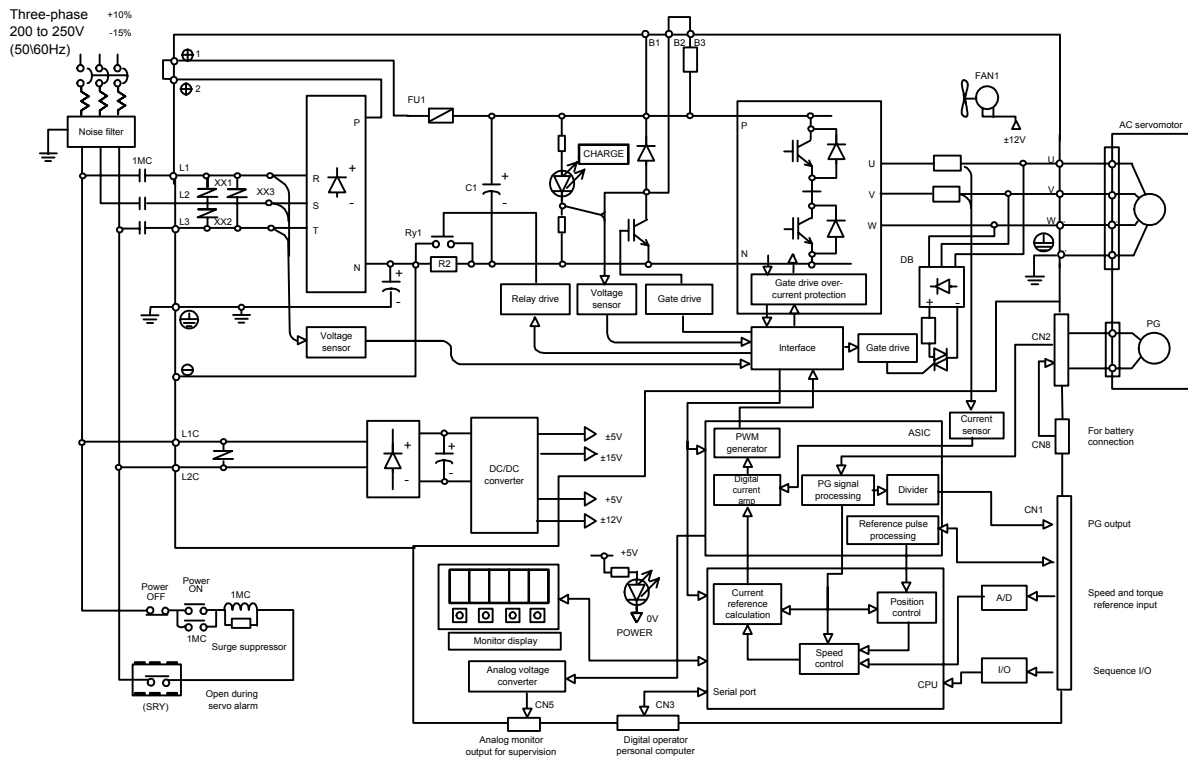 Three-phase
200 to 250V
(50\60Hz)
+10%
-15%
1
2
B1
B2
B3
FU1
FAN1
±12V
AC servomotor
Noise filter
1MC
P
CHARGE
P
U
V
W
U
V
W
L1
XX1
XX3
R
+
-
S
T
L2
L3
XX2
C1
+
-
Ry1
R2
N
+
-
N
DB
+
-
Gate drive over-
current protection
Relay drive
Voltage
sensor
Gate drive
Interface
Gate drive
Voltage
sensor
CN2
PG
L1C
L2C
+
-
+
-
DC/DC
converter
±5V
±15V
+5V
±12V
ASIC
Current
sensor
CN8
For battery
connection
PWM
generator
Digital
current
amp
PG signal
processing
Divider
CN1
PG output
Reference pulse
processing
+5V
0V
POWER
Power
OFF
Power
ON
1MC
1MC
Surge suppressor
(SRY)
Open during
servo alarm
Monitor display
Analog voltage
converter
CN5
CN3
Serial port
Current
reference
calculation
Position
control
Speed
control
CPU
A/D
Speed and torque
reference input
I/O
Sequence I/O
Analog monitor
output for supervision
Digital operator
personal computer